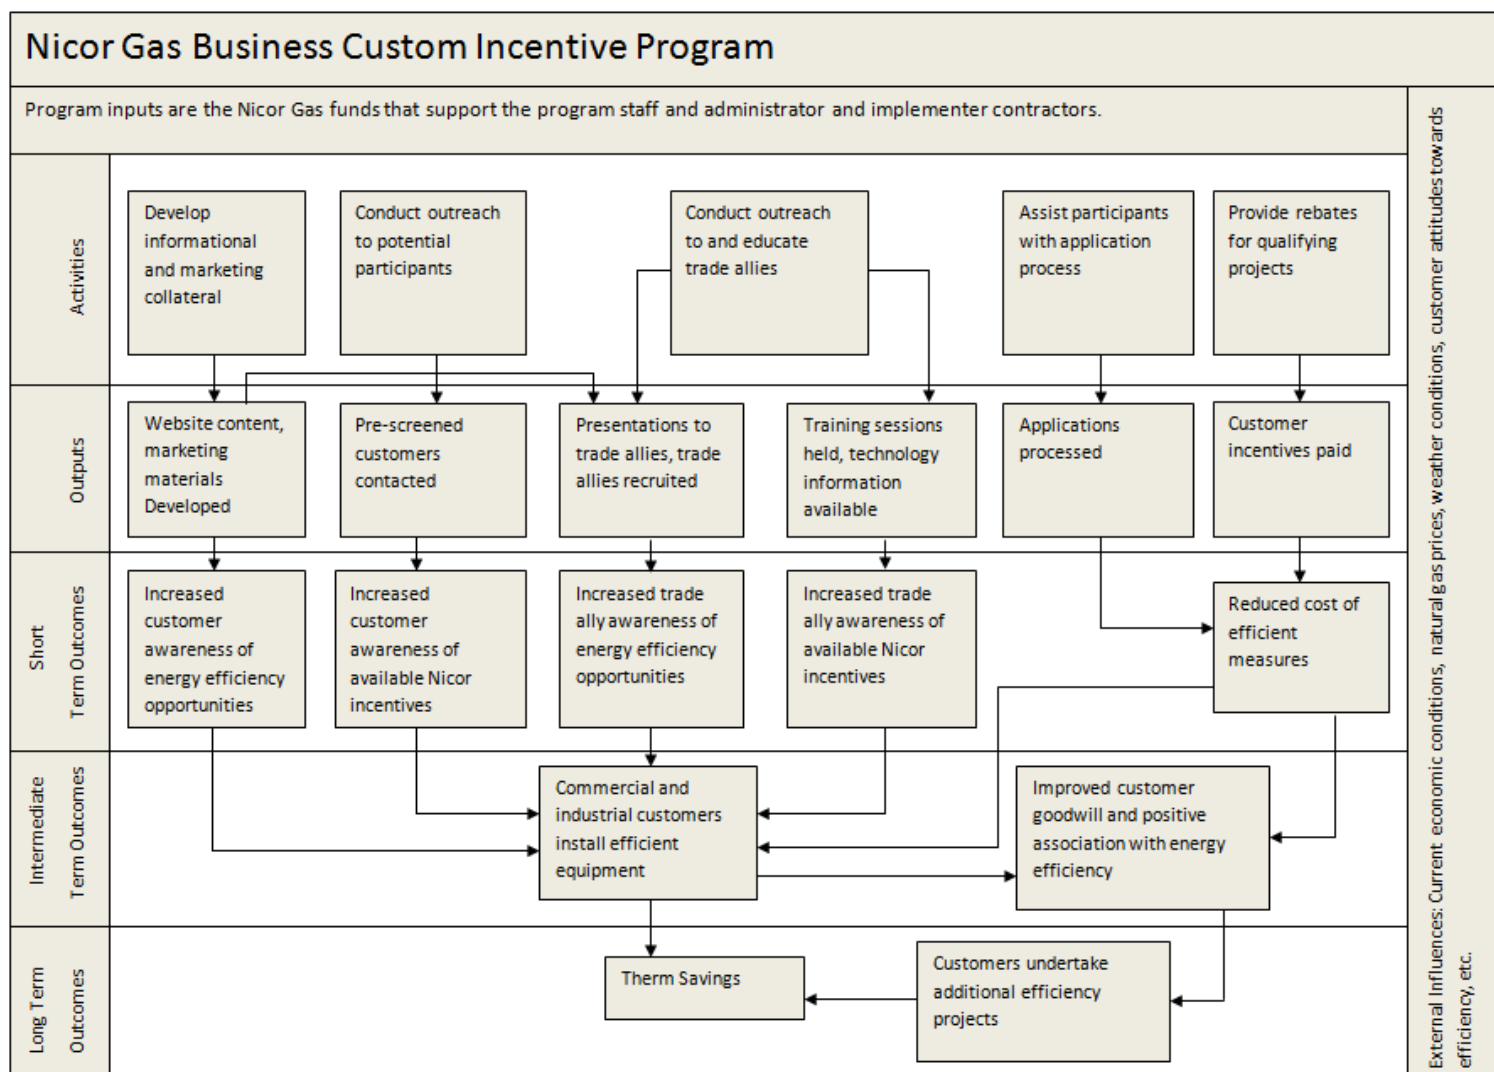 Nicor Gas Business Custom Incentive Program
Program inputs are the Nicor Gas funds that support the program staff and administrator and implementer contractors.
Activities
Develop
informational
and marketing
collateral
Conduct outreach
to potential
participants
Conduct outreach
to and educate
trade allies
Assist participants
with application
process
Provide rebates
for qualifying
projects
Outputs
Website content,
marketing
materials
Developed
Pre-screened
customers
contacted
Presentations to
trade allies, trade
allies recruited
Training sessions
held, technology
information
available
Applications
processed
Customer
incentives paid
Short
Term Outcomes
Increased
customer
awareness of
energy efficiency
opportunities
Increased
customer
awareness of
available Nicor
incentives
Increased trade
ally awareness of
energy efficiency
opportunities
Increased trade
ally awareness of
available Nicor
incentives
Reduced cost of
efficient
measures
Intermediate
Term Outcomes
Commercial and
industrial customers
install efficient
equipment
Improved customer
goodwill and positive
association with energy
efficiency
Long Term
Outcomes
Therm Savings
Customers undertake
additional efficiency
projects
External Influences: Current economic conditions, natural gas prices, weather conditions, customer attitudes towards
efficiency, etc.